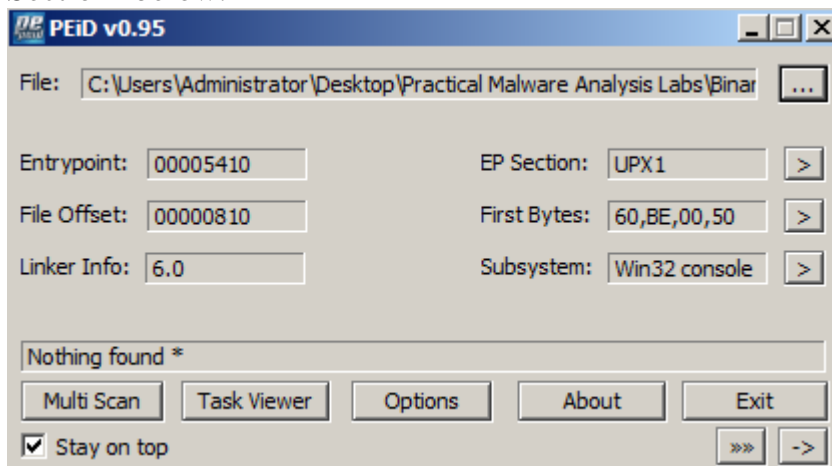 PEiD v0.95
File: C:\Users\Administrator\Desktop\Practical Malware Analysis Labs\Binar ...
Entrypoint: 00005410 EP Section: UPX1 >
File Offset: 00000810 First Bytes: 60,BE,00,50 >
Linker Info: 6.0 Subsystem: Win32 console >
Nothing found *
Multi Scan Task Viewer Options About Exit
Stay on top »» ->